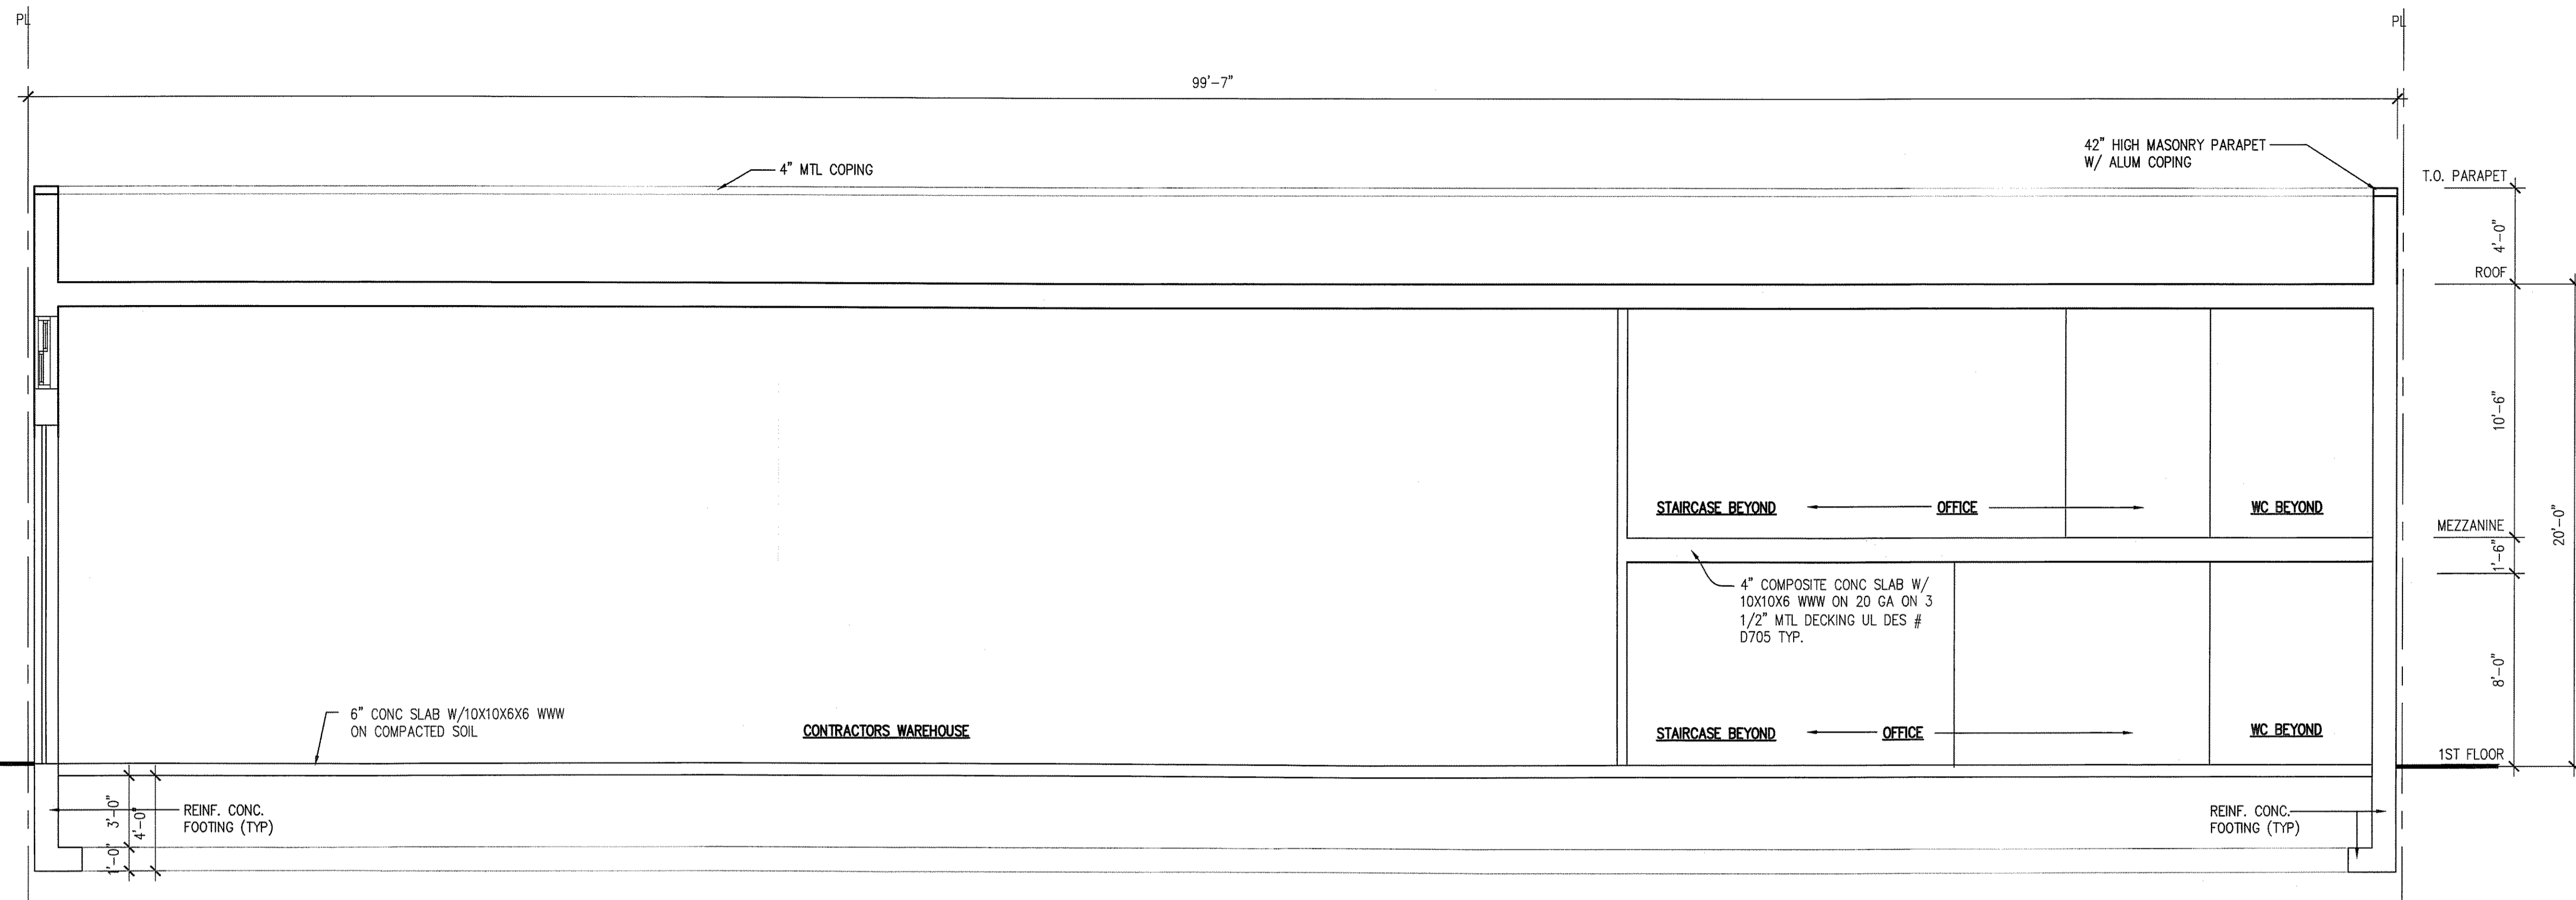 PL
PL
99'-7"
4" MTL COPING
42" HIGH MASONRY PARAPET
W/ ALUM COPING
T.O. PARAPET
4'-0"
ROOF
10'-6"
20'-0"
STAIRCASE BEYOND
OFFICE
WC BEYOND
MEZZANINE
1'-6"
4" COMPOSITE CONC SLAB W/
10X10X6 WWW ON 20 GA ON 3
1/2" MTL DECKING UL DES #
D705 TYP.
8'-0"
6" CONC SLAB W/10X10X6X6 WWW
ON COMPACTED SOIL
CONTRACTORS WAREHOUSE
STAIRCASE BEYOND
OFFICE
WC BEYOND
1ST FLOOR
3'-0"
4'-0"
1'-0"
REINF. CONC.
FOOTING (TYP)
REINF. CONC.
FOOTING (TYP)